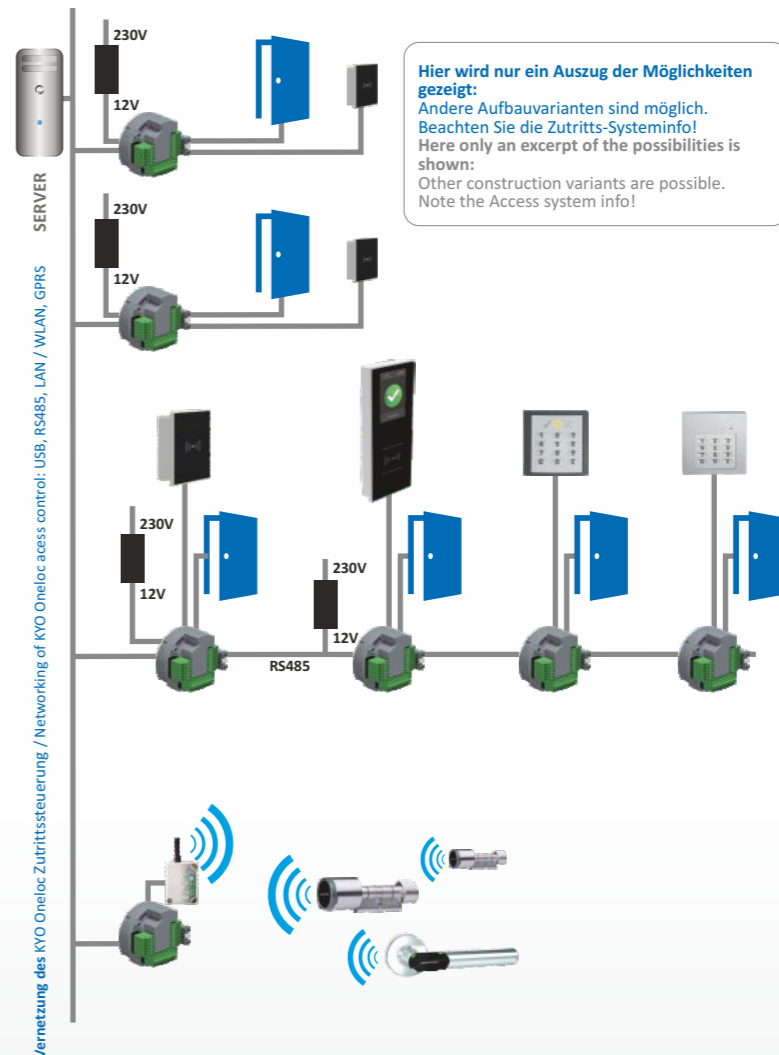 230V
12V
SERVER
Hier wird nur ein Auszug der Möglichkeiten
gezeigt:
Andere Aufbauvarianten sind möglich.
Beachten Sie die Zutritts-Systeminfo!
Here only an excerpt of the possibilities is
shown:
Other construction variants are possible.
Note the Access system info!
230V
12V
230V
12V
230V
12V
RS485
Vernetzung des KYO Oneloc Zutrittssteuerung / Networking of KYO Oneloc acess control: USB, RS485, LAN / WLAN, GPRS